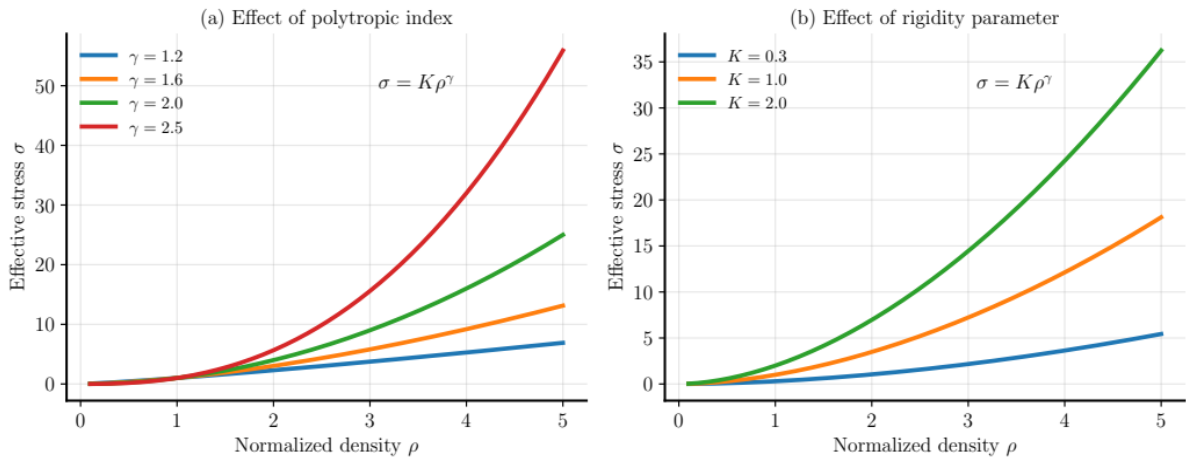 (a) Effect of polytropic index
γ = 1.2
γ = 1.6
γ = 2.0
γ = 2.5
σ = Kρ^γ
Effective stress σ
50
40
30
20
10
0
0 1 2 3 4 5
Normalized density ρ
(b) Effect of rigidity parameter
K = 0.3
K = 1.0
K = 2.0
σ = Kρ^γ
Effective stress σ
35
30
25
20
15
10
5
0
0 1 2 3 4 5
Normalized density ρ